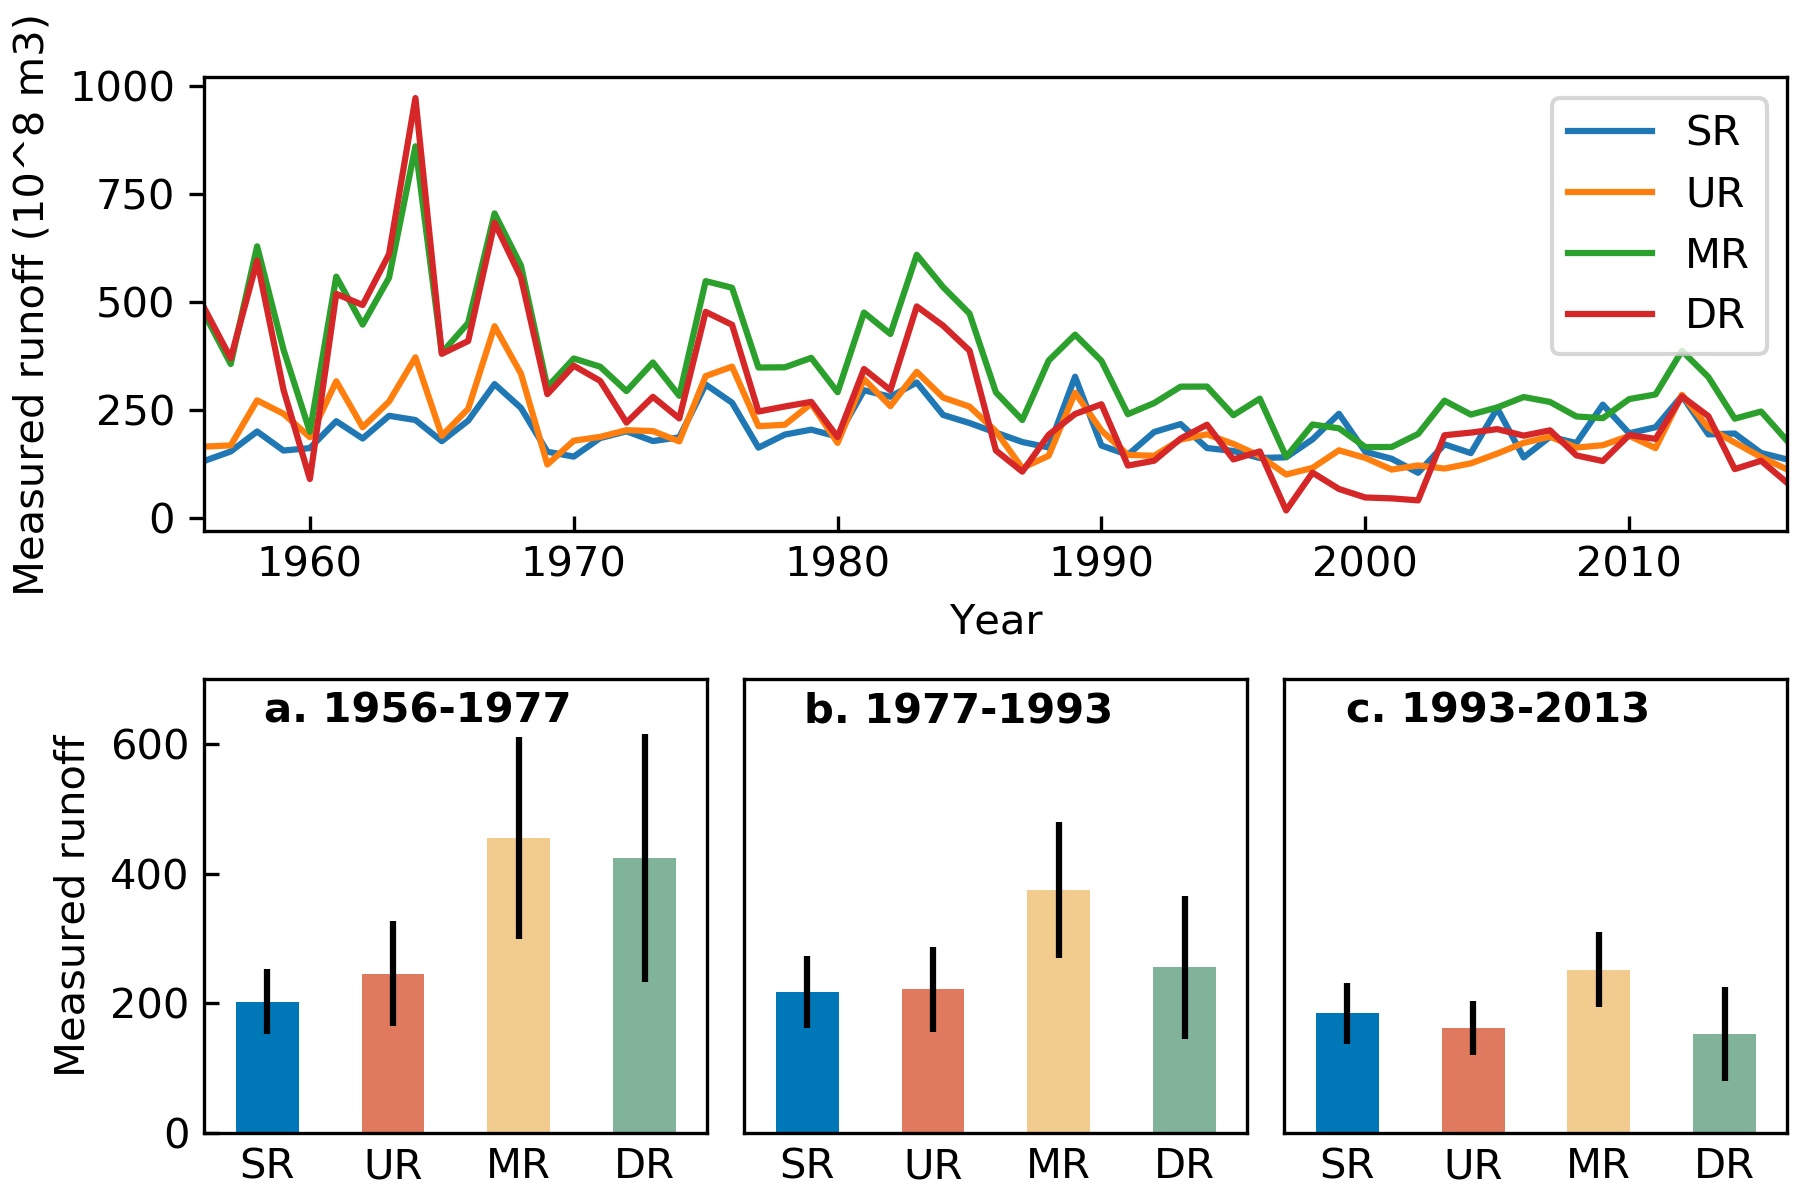 Measured runoff (10^8 m3)
1000
750
500
250
0
SR
UR
MR
DR
1960 1970 1980 1990 2000 2010
Year
Measured runoff
600
400
200
0
a. 1956-1977
SR UR MR DR
b. 1977-1993
SR UR MR DR
c. 1993-2013
SR UR MR DR